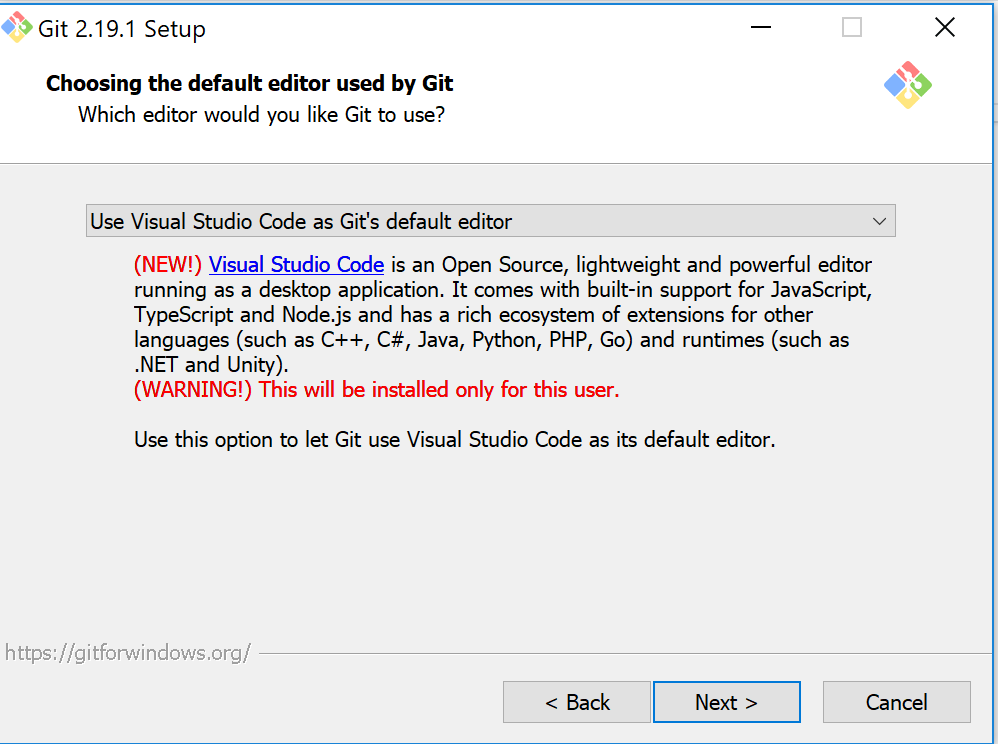 Git 2.19.1 Setup
Choosing the default editor used by Git
Which editor would you like Git to use?
Use Visual Studio Code as Git's default editor
(NEW!) Visual Studio Code is an Open Source, lightweight and powerful editor
running as a desktop application. It comes with built-in support for JavaScript,
TypeScript and Node.js and has a rich ecosystem of extensions for other
languages (such as C++, C#, Java, Python, PHP, Go) and runtimes (such as
.NET and Unity).
(WARNING!) This will be installed only for this user.
Use this option to let Git use Visual Studio Code as its default editor.
https://gitforwindows.org/
< Back
Next >
Cancel